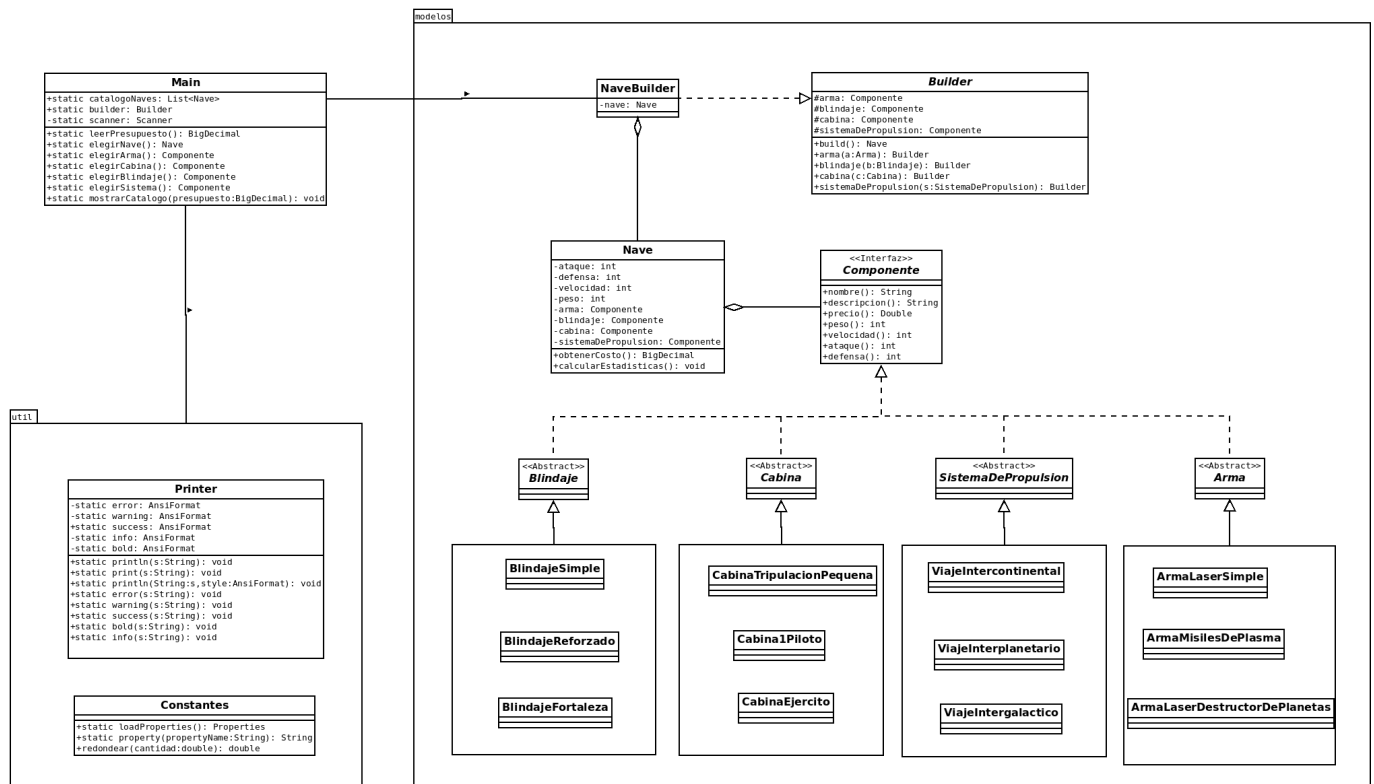 modelos
Main
+static catalogoNaves: List<Nave>
+static builder: Builder
-static scanner: Scanner
+static leerPresupuesto(): BigDecimal
+static elegirNave(): Nave
+static elegirArma(): Componente
+static elegirCabina(): Componente
+static elegirBlindaje(): Componente
+static elegirSistema(): Componente
+static mostrarCatalogo(presupuesto:BigDecimal): void
NaveBuilder
-nave: Nave
Builder
#arma: Componente
#blindaje: Componente
#cabina: Componente
#sistemaDePropulsion: Componente
+build(): Nave
+arma(a:Arma): Builder
+blindaje(b:Blindaje): Builder
+cabina(c:Cabina): Builder
+sistemaDePropulsion(s:SistemaDePropulsion): Builder
Nave
-ataque: int
-defensa: int
-velocidad: int
-peso: int
-arma: Componente
-blindaje: Componente
-cabina: Componente
-sistemaDePropulsion: Componente
+obtenerCosto(): BigDecimal
+calcularEstadisticas(): void
<<Interfaz>>
Componente
+nombre(): String
+descripcion(): String
+precio(): Double
+peso(): int
+velocidad(): int
+ataque(): int
+defensa(): int
util
Printer
-static error: AnsiFormat
-static warning: AnsiFormat
+static success: AnsiFormat
-static info: AnsiFormat
-static bold: AnsiFormat
+static println(s:String): void
+static print(s:String): void
+static println(String:s,style:AnsiFormat): void
+static error(s:String): void
+static warning(s:String): void
+static success(s:String): void
+static bold(s:String): void
+static info(s:String): void
Constantes
+static loadProperties(): Properties
+static property(propertyName:String): String
+redondear(cantidad:double): double
<<Abstract>>
Blindaje
<<Abstract>>
Cabina
<<Abstract>>
SistemaDePropulsion
<<Abstract>>
Arma
BlindajeSimple
BlindajeReforzado
BlindajeFortaleza
CabinaTripulacionPequena
Cabina1Piloto
CabinaEjercito
ViajeIntercontinental
ViajeInterplanetario
ViajeIntergalactico
ArmaLaserSimple
ArmaMisilesDePlasma
ArmaLaserDestructorDePlanetas